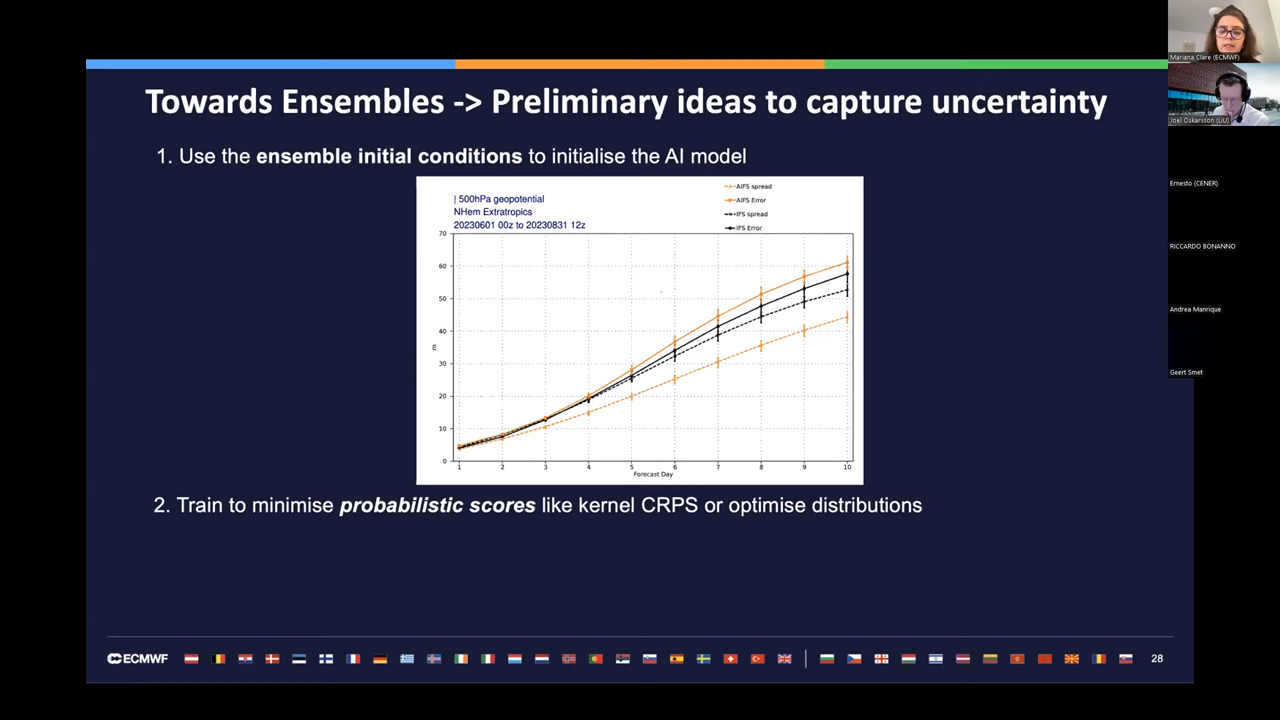 Towards Ensembles -> Preliminary ideas to capture uncertainty
1. Use the ensemble initial conditions to initialise the AI model
| 500hPa geopotential
NHem Extratropics
20230601 00z to 20230831 12z
AIFS spread
AIFS Error
IFS spread
IFS Error
70
60
50
40
30
20
10
0
m
1 2 3 4 5 6 7 8 9 10
Forecast Day
2. Train to minimise probabilistic scores like kernel CRPS or optimise distributions
ECMWF
28
Mariana Clare (ECMWF)
Joel Oskarsson (LiU)
Ernesto (CENER)
RICCARDO BONANNO
Andrea Manrique
Geert Smet